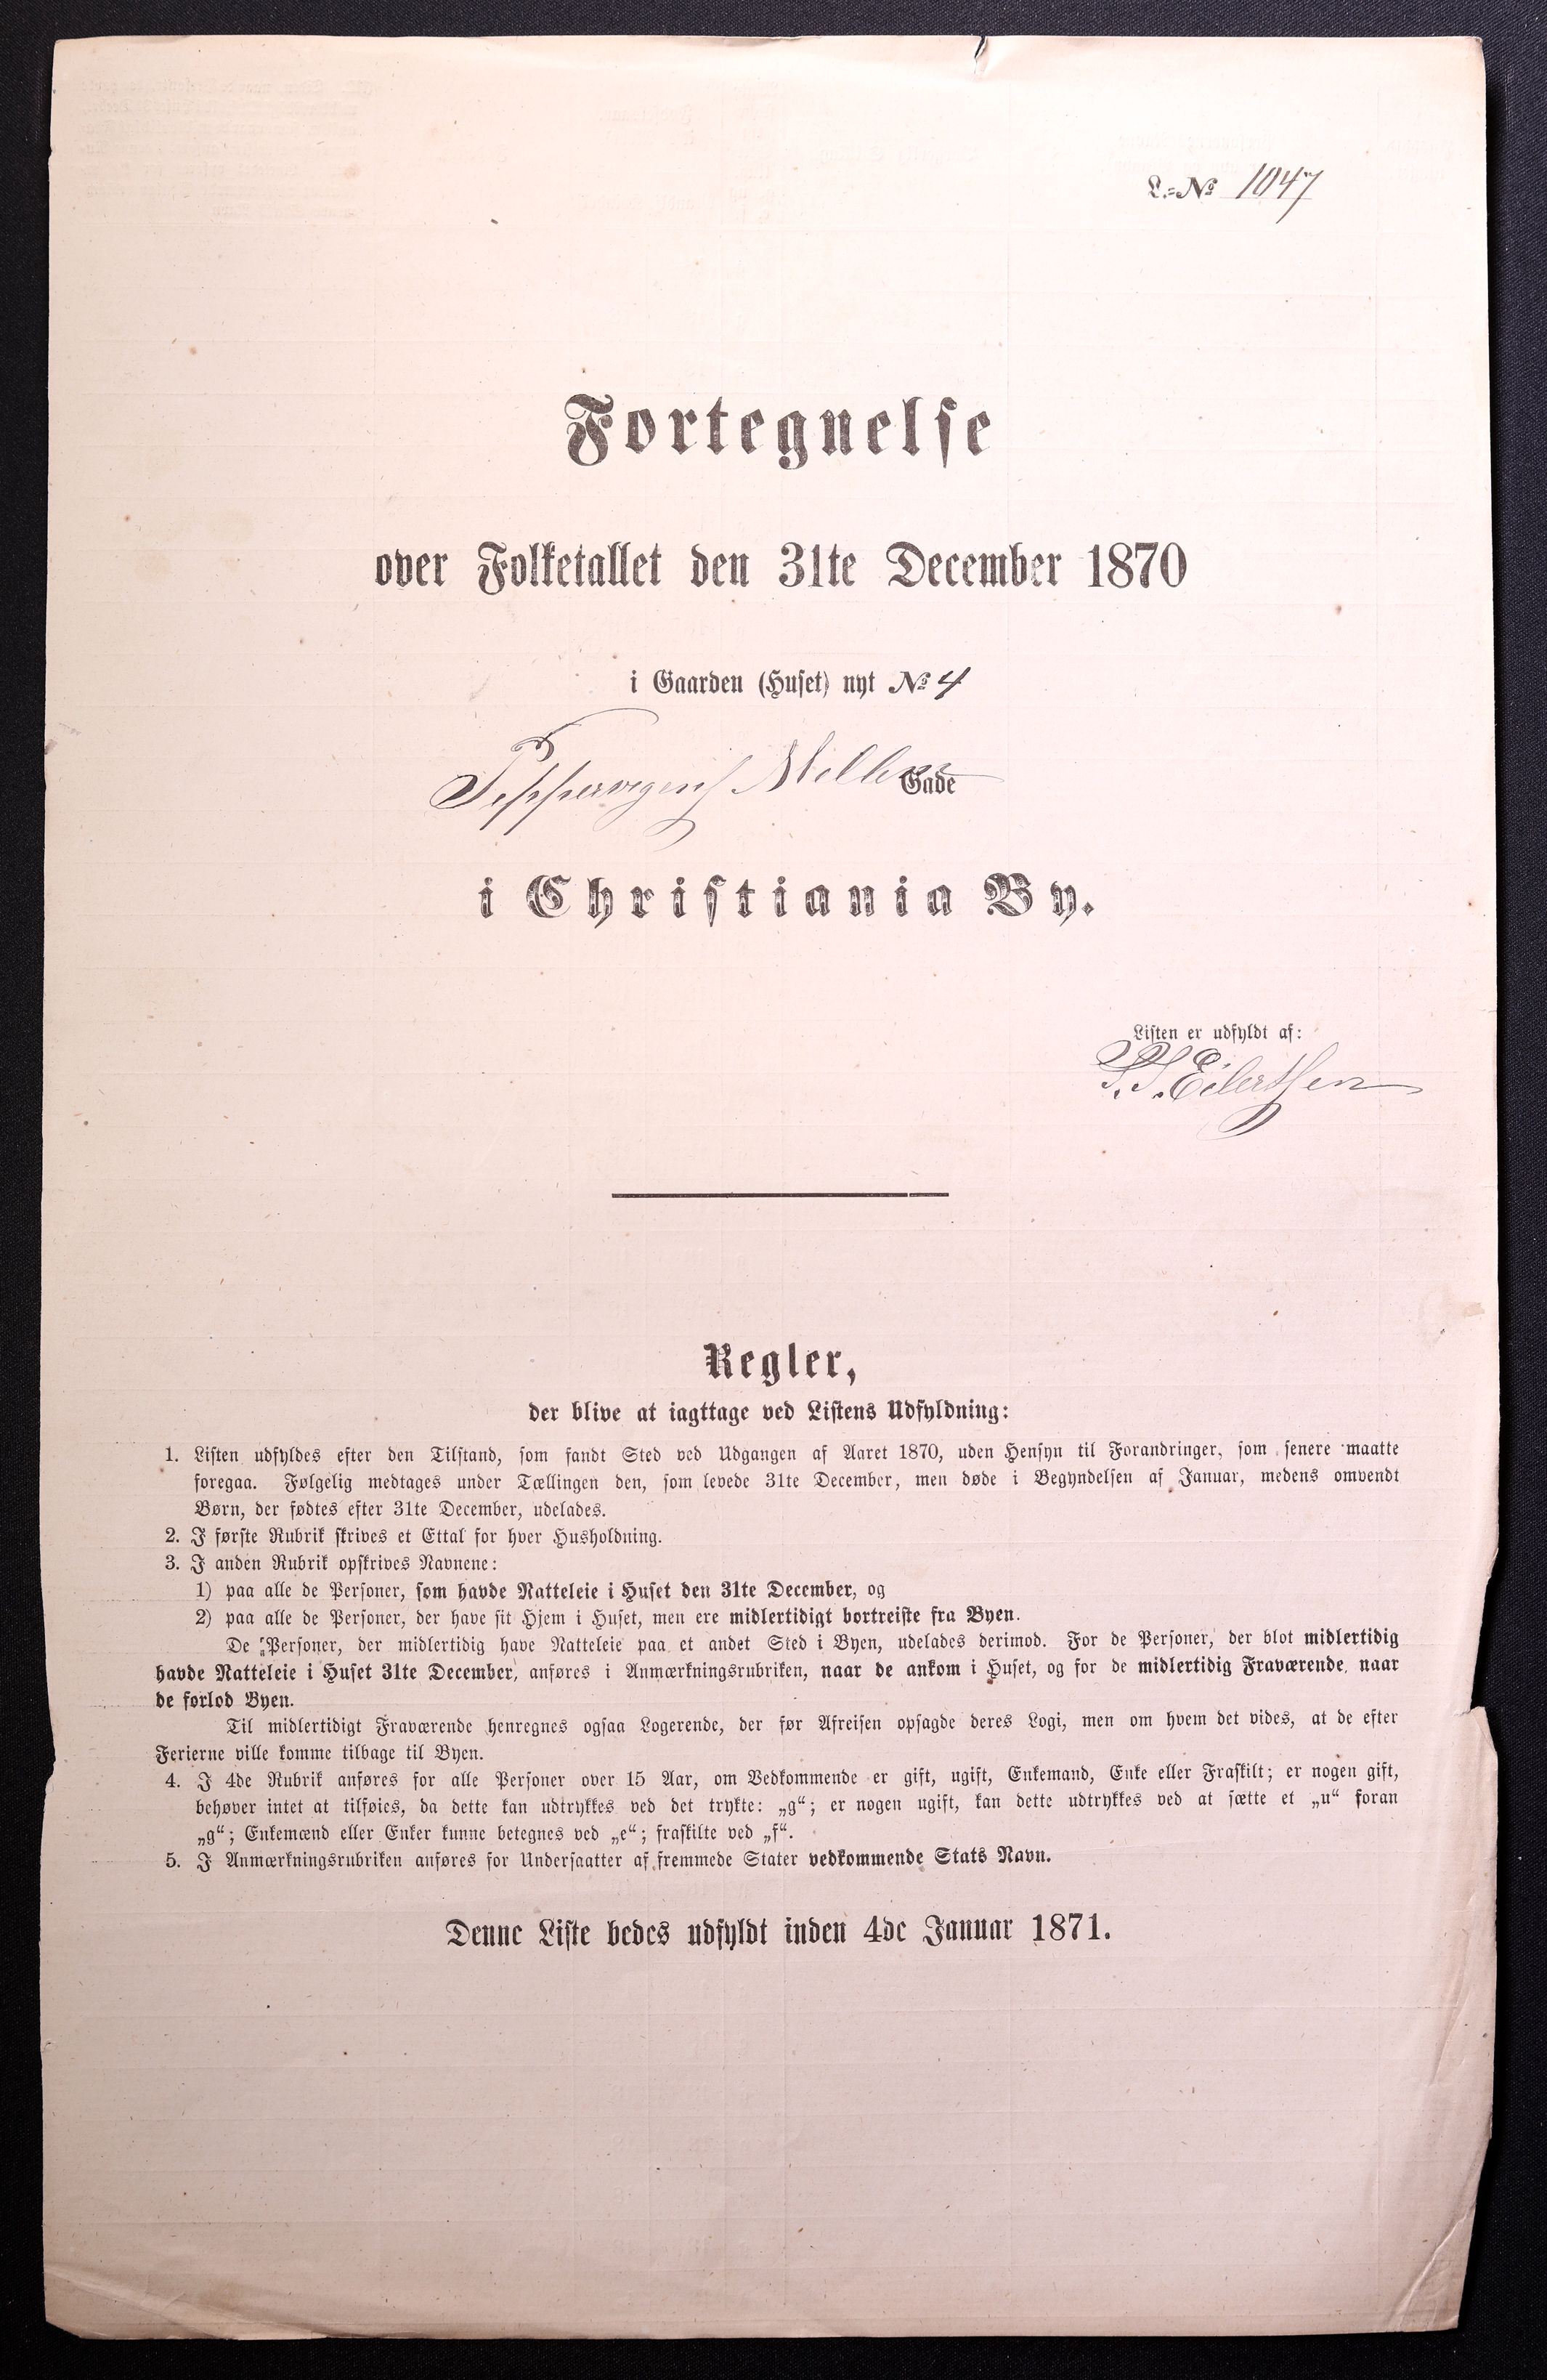 L.=No 1047
Fortegnelse
over Folketallet den 31te December 1870
i Gaarden (Huset) nyt No 4
Pippervigens Mellem Gade
i Christiania By.
Listen er udfyldt af:
Eilertsen
Regler,
der blive at iagttage ved Listens Udfyldning:
1. Listen udfyldes efter den Tilstand, som fandt Sted ved Udgangen af Aaret 1870, uden Hensyn til Forandringer, som senere maatte
foregaa. Følgelig medtages under Tællingen den, som levede 31te December, men døde i Begyndelsen af Januar, medens omvendt
Børn, der fødtes efter 31te December, udelades.
2. I første Rubrik skrives et Ettal for hver Husholdning.
3. I anden Rubrik opskrives Navnene:
1) paa alle de Personer, som havde Natteleie i Huset den 31te December, og
2) paa alle de Personer, der have sit Hjem i Huset, men ere midlertidigt bortreiste fra Byen.
De Personer, der midlertidig have Natteleie paa et andet Sted i Byen, udelades derimod. For de Personer, der blot midlertidig
havde Natteleie i Huset 31te December, anføres i Anmærkningsrubriken, naar de ankom i Huset, og for de midlertidig Fraværende, naar
de forlod Byen.
Til midlertidigt Fraværende henregnes ogsaa Logerende, der før Afreisen opsagde deres Logi, men om hvem det vides, at de efter
Ferierne ville komme tilbage til Byen.
4. I 4de Rubrik anføres for alle Personer over 15 Aar, om Vedkommende er gift, ugift, Enkemand, Enke eller Fraskilt; er nogen gift,
behøver intet at tilføies, da dette kan udtrykkes ved det trykte: „g“; er nogen ugift, kan dette udtrykkes ved at sætte et „u“ foran
„g“; Enkemænd eller Enker kunne betegnes ved „e“; fraskilte ved „f“.
5. I Anmærkningsrubriken anføres for Undersaatter af fremmede Stater vedkommende Stats Navn.
Denne Liste bedes udfyldt inden 4de Januar 1871.